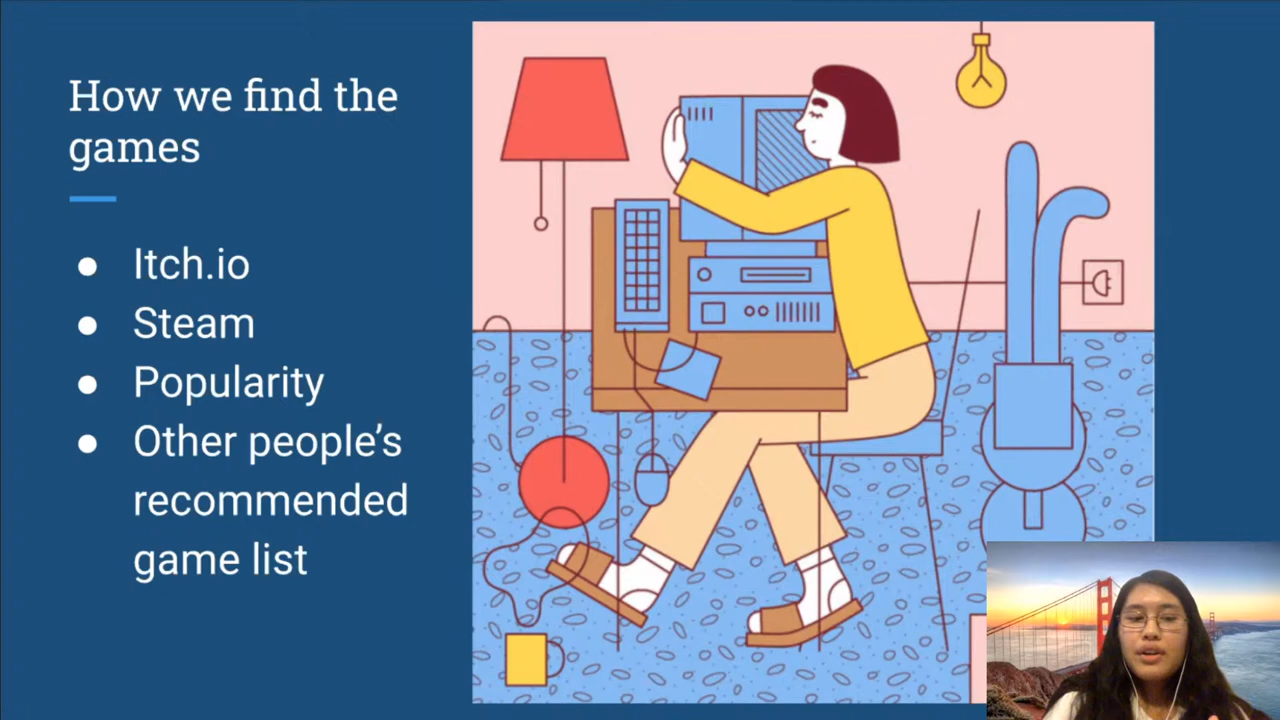 How we find the
games
● Itch.io
● Steam
● Popularity
● Other people’s
recommended
game list